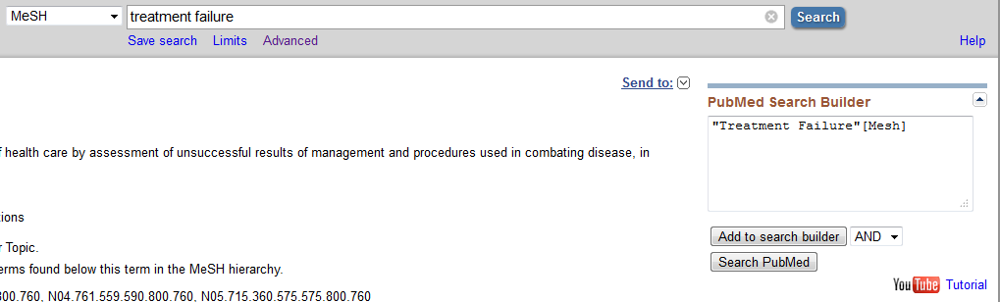 MeSH treatment failure Search
Save search Limits Advanced Help
Send to:
PubMed Search Builder
"Treatment Failure"[Mesh]
f health care by assessment of unsuccessful results of management and procedures used in combating disease, in
tions
r Topic.
erms found below this term in the MeSH hierarchy.
800.760, N04.761.559.590.800.760, N05.715.360.575.575.800.760
Add to search builder AND
Search PubMed
YouTube Tutorial